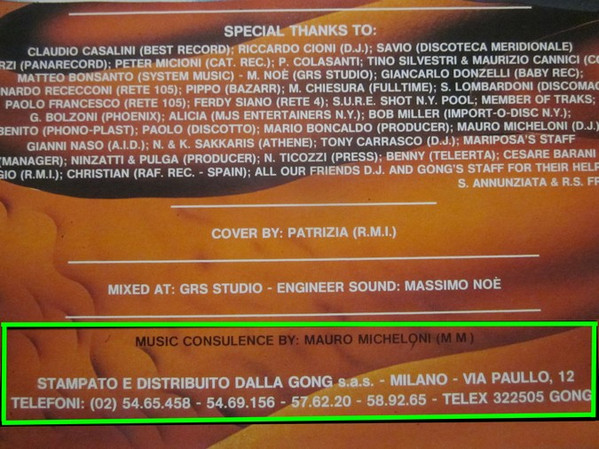 SPECIAL THANKS TO:
CLAUDIO CASALINI (BEST RECORD); RICCARDO CIONI (D.J.); SAVIO (DISCOTECA MERIDIONALE)
RZI (PANARECORD); PETER MICIONI (CAT. REC.); P. COLASANTI; TINO SILVESTRI & MAURIZIO CANNICI (CO
MATTEO BONSANTO (SYSTEM MUSIC) - M. NOÈ (GRS STUDIO); GIANCARLO DONZELLI (BABY REC);
NARDO RECECCONI (RETE 105); PIPPO (BAZARR); M. CHIESURA (FULLTIME); S. LOMBARDONI (DISCOMAG
PAOLO FRANCESCO (RETE 105); FERDY SIANO (RETE 4); S.U.R.E. SHOT N.Y. POOL; MEMBER OF TRAKS;
G. BOLZONI (PHOENIX); ALICIA (MJS ENTERTAINERS N.Y.); BOB MILLER (IMPORT-O-DISC N.Y.);
BENITO (PHONO-PLAST); PAOLO (DISCOTTO); MARIO BONCALDO (PRODUCER); MAURO MICHELONI (D.J.)
GIANNI NASO (A.I.D.); N. & K. SAKKARIS (ATHENE); TONY CARRASCO (D.J.); MARIPOSA'S STAFF
(MANAGER); NINZATTI & PULGA (PRODUCER); N. TICOZZI (PRESS); BENNY (TELEERTA); CESARE BARANI
GIO (R.M.I.); CHRISTIAN (RAF. REC. - SPAIN); ALL OUR FRIENDS D.J. AND GONG'S STAFF FOR THEIR HELP
S. ANNUNZIATA & R.S. FR
COVER BY: PATRIZIA (R.M.I.)
MIXED AT: GRS STUDIO - ENGINEER SOUND: MASSIMO NOÈ
MUSIC CONSULENCE BY: MAURO MICHELONI (M M)
STAMPATO E DISTRIBUITO DALLA GONG s.a.s. - MILANO - VIA PAULLO, 12
TELEFONI: (02) 54.65.458 - 54.69.156 - 57.62.20 - 58.92.65 - TELEX 322505 GONG